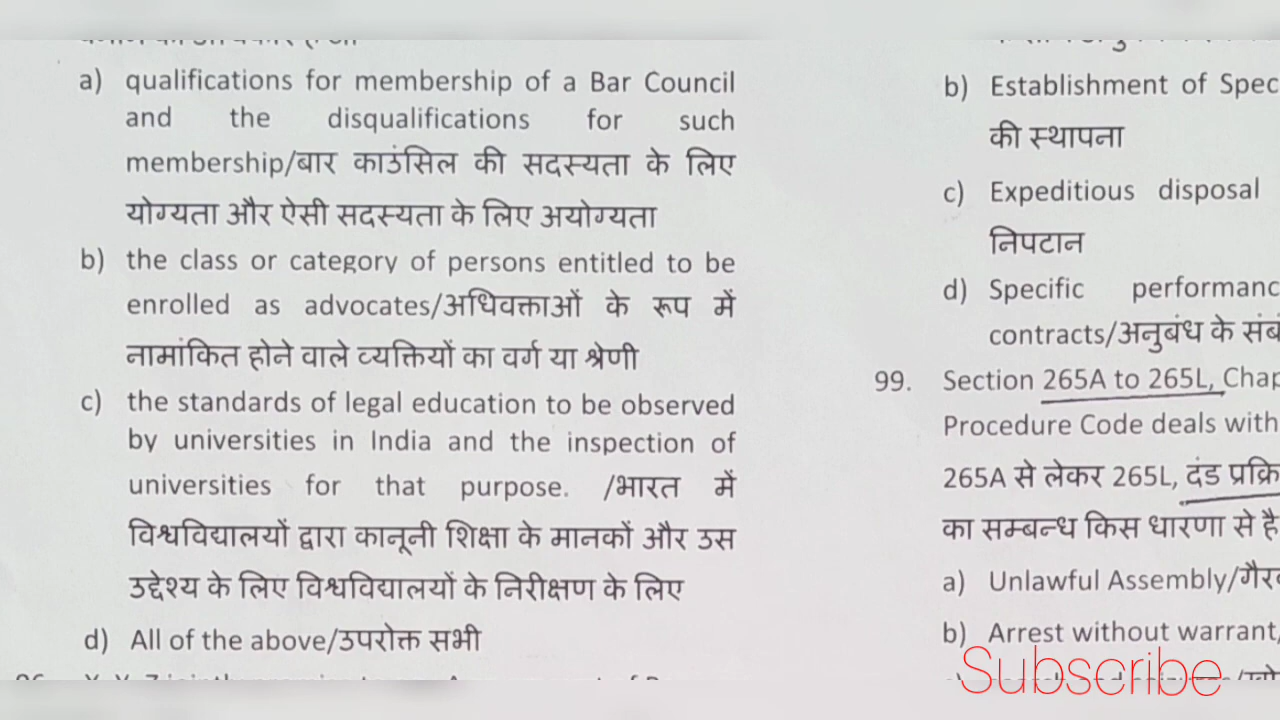 a) qualifications for membership of a Bar Council
and the disqualifications for such
membership/बार काउंसिल की सदस्यता के लिए
योग्यता और ऐसी सदस्यता के लिए अयोग्यता
b) the class or category of persons entitled to be
enrolled as advocates/अधिवक्ताओं के रूप में
नामांकित होने वाले व्यक्तियों का वर्ग या श्रेणी
c) the standards of legal education to be observed
by universities in India and the inspection of
universities for that purpose. /भारत में
विश्वविद्यालयों द्वारा कानूनी शिक्षा के मानकों और उस
उद्देश्य के लिए विश्वविद्यालयों के निरीक्षण के लिए
d) All of the above/उपरोक्त सभी
b) Establishment of Spec
की स्थापना
c) Expeditious disposal
निपटान
d) Specific performanc
contracts/अनुबंध के संबं
99. Section 265A to 265L, Chap
Procedure Code deals with
265A से लेकर 265L, दंड प्रक्रि
का सम्बन्ध किस धारणा से है
a) Unlawful Assembly/गैर
b) Arrest without warrant/
Subscribe